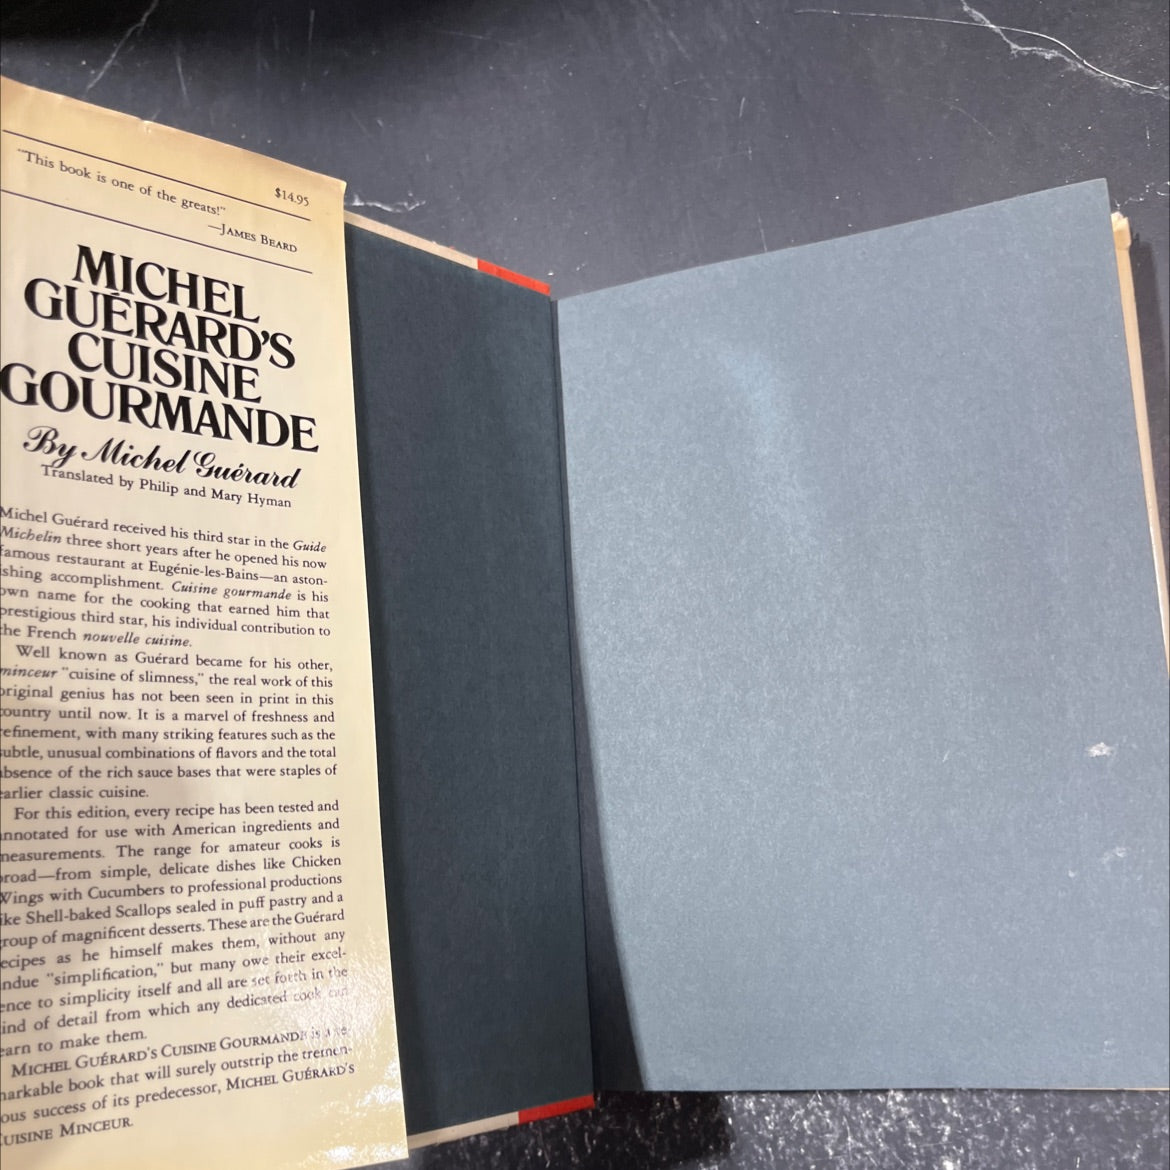 "This book is one of the greats!"
$14.95
—JAMES BEARD
MICHEL
GUÉRARD'S
CUISINE
GOURMANDE
By Michel Guérard
Translated by Philip and Mary Hyman
Michel Guérard received his third star in the Guide
Michelin three short years after he opened his now
famous restaurant at Eugénie-les-Bains—an aston-
ishing accomplishment. Cuisine gourmande is his
own name for the cooking that earned him that
prestigious third star, his individual contribution to
the French nouvelle cuisine.
Well known as Guérard became for his other,
minceur "cuisine of slimness," the real work of this
original genius has not been seen in print in this
country until now. It is a marvel of freshness and
refinement, with many striking features such as the
subtle, unusual combinations of flavors and the total
absence of the rich sauce bases that were staples of
earlier classic cuisine.
For this edition, every recipe has been tested and
annotated for use with American ingredients and
measurements. The range for amateur cooks is
broad—from simple, delicate dishes like Chicken
Wings with Cucumbers to professional productions
like Shell-baked Scallops sealed in puff pastry and a
group of magnificent desserts. These are the Guérard
recipes as he himself makes them, without any
undue "simplification," but many owe their excel-
lence to simplicity itself and all are set forth in the
kind of detail from which any dedicated cook can
learn to make them.
MICHEL GUÉRARD'S CUISINE GOURMANDE is a re-
markable book that will surely outstrip the tremen-
dous success of its predecessor, MICHEL GUÉRARD'S
CUISINE MINCEUR.